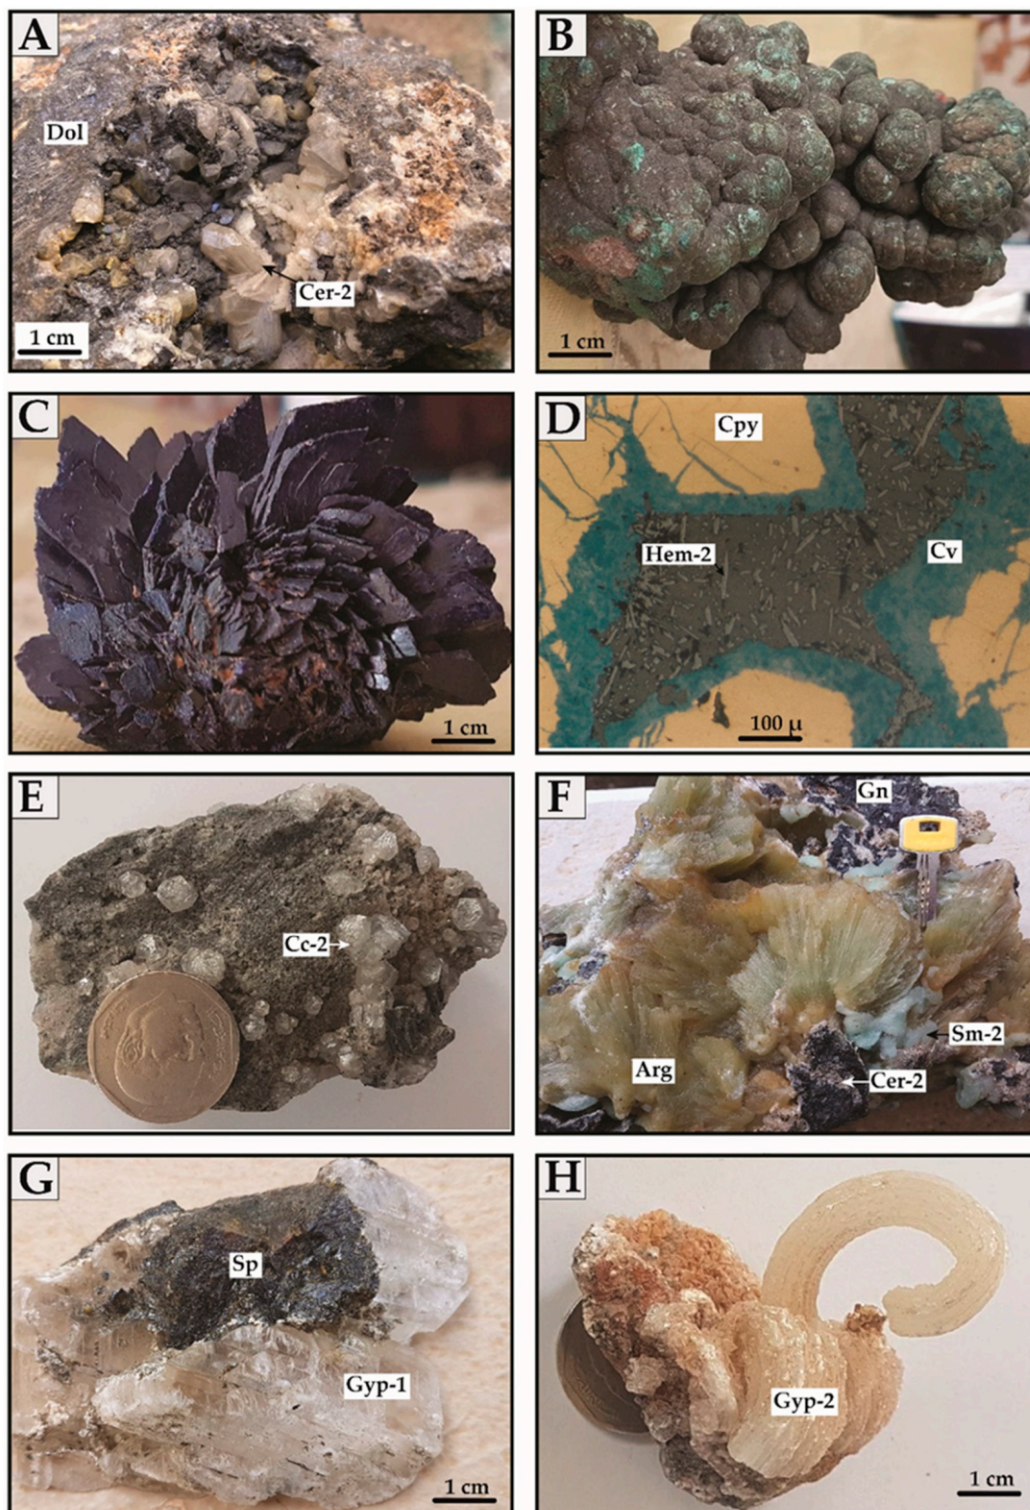 A
Dol
Cer-2
1 cm
B
1 cm
C
1 cm
D
Cpy
Hem-2
Cv
100 µ
E
Cc-2
F
Gn
Sm-2
Arg
Cer-2
G
Sp
Gyp-1
1 cm
H
Gyp-2
1 cm